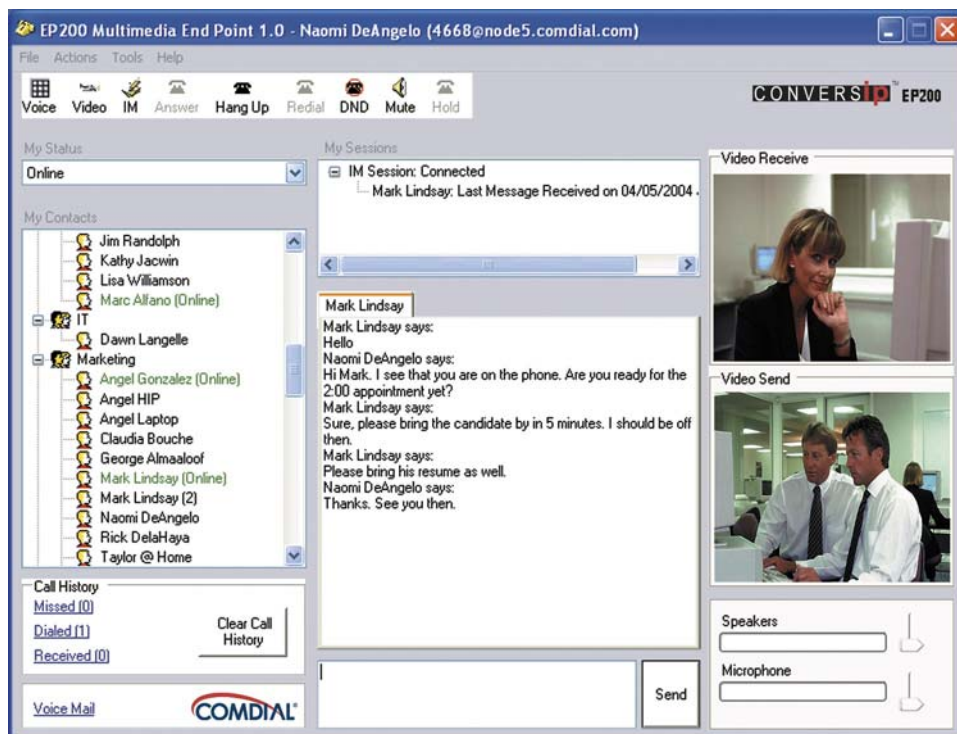 EP200 Multimedia End Point 1.0 - Naomi DeAngelo (4668@node5.comdial.com)
File Actions Tools Help
Voice Video IM Answer Hang Up Redial DND Mute Hold
CONVERSip™ EP200
My Status
Online
My Contacts
Jim Randolph
Kathy Jacwin
Lisa Williamson
Marc Alfano (Online)
IT
Dawn Langelle
Marketing
Angel Gonzalez (Online)
Angel HIP
Angel Laptop
Claudia Bouche
George Almaaloof
Mark Lindsay (Online)
Mark Lindsay (2)
Naomi DeAngelo
Rick DelaHaya
Taylor @ Home
Call History
Missed (0)
Dialed (1)
Received (0)
Clear Call
History
Voice Mail
COMDIAL®
My Sessions
IM Session: Connected
Mark Lindsay: Last Message Received on 04/05/2004
Mark Lindsay
Mark Lindsay says:
Hello
Naomi DeAngelo says:
Hi Mark. I see that you are on the phone. Are you ready for the
2:00 appointment yet?
Mark Lindsay says:
Sure, please bring the candidate by in 5 minutes. I should be off
then.
Mark Lindsay says:
Please bring his resume as well.
Naomi DeAngelo says:
Thanks. See you then.
Send
Video Receive
Video Send
Speakers
Microphone